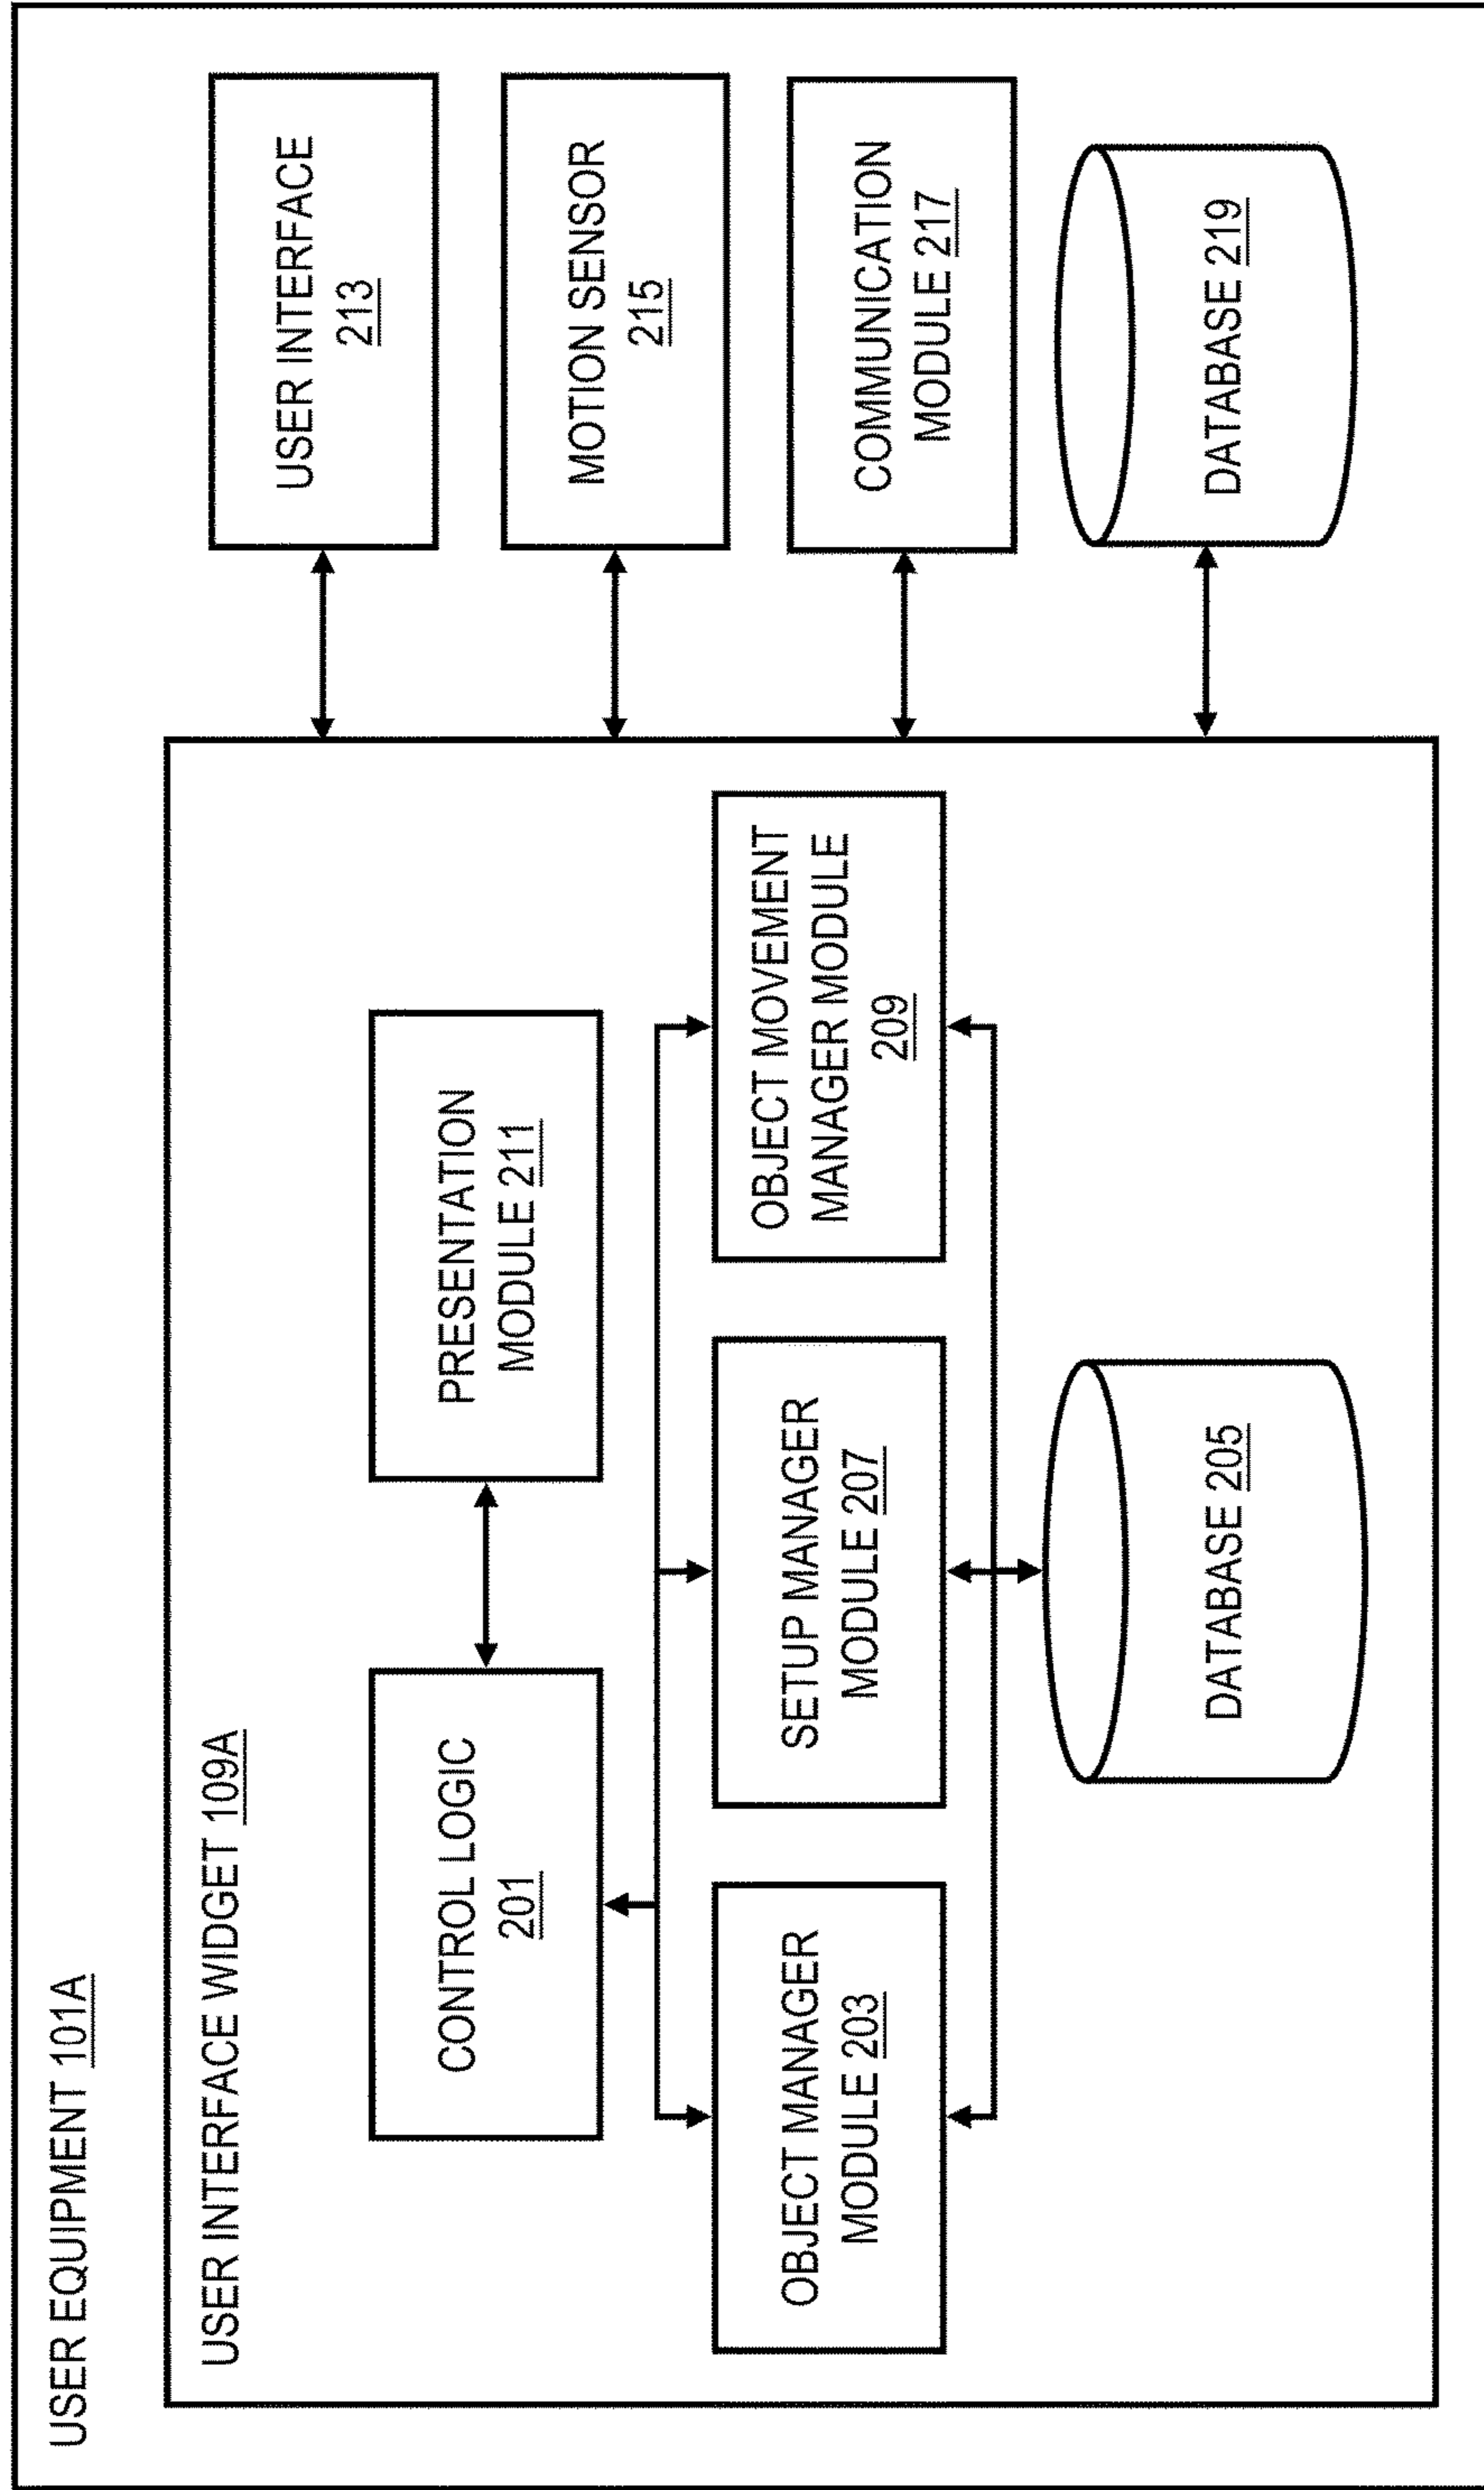 USER EQUIPMENT 101A
USER INTERFACE WIDGET 109A
CONTROL LOGIC
201
PRESENTATION
MODULE 211
OBJECT MANAGER
MODULE 203
SETUP MANAGER
MODULE 207
OBJECT MOVEMENT
MANAGER MODULE
209
DATABASE 205
USER INTERFACE
213
MOTION SENSOR
215
COMMUNICATION
MODULE 217
DATABASE 219